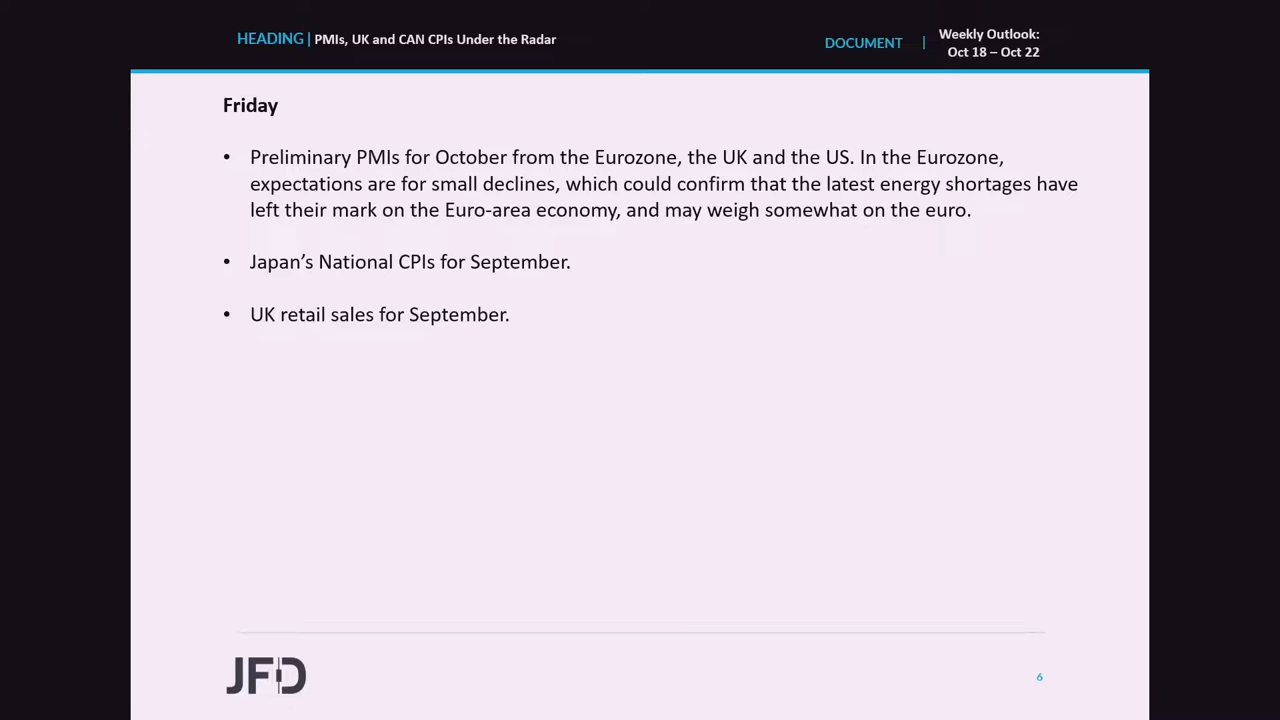 HEADING | PMIs, UK and CAN CPIs Under the Radar
DOCUMENT | Weekly Outlook:
Oct 18 – Oct 22
Friday
• Preliminary PMIs for October from the Eurozone, the UK and the US. In the Eurozone,
expectations are for small declines, which could confirm that the latest energy shortages have
left their mark on the Euro-area economy, and may weigh somewhat on the euro.
• Japan’s National CPIs for September.
• UK retail sales for September.
JFD
6